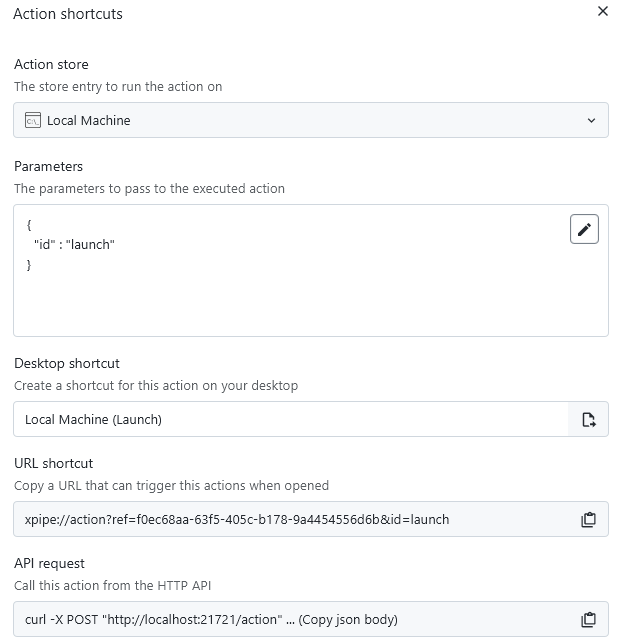 Action shortcuts
Action store
The store entry to run the action on
C:\_ Local Machine
Parameters
The parameters to pass to the executed action
{
"id" : "launch"
}
Desktop shortcut
Create a shortcut for this action on your desktop
Local Machine (Launch)
URL shortcut
Copy a URL that can trigger this actions when opened
xpipe://action?ref=f0ec68aa-63f5-405c-b178-9a4454556d6b&id=launch
API request
Call this action from the HTTP API
curl -X POST "http://localhost:21721/action" ... (Copy json body)